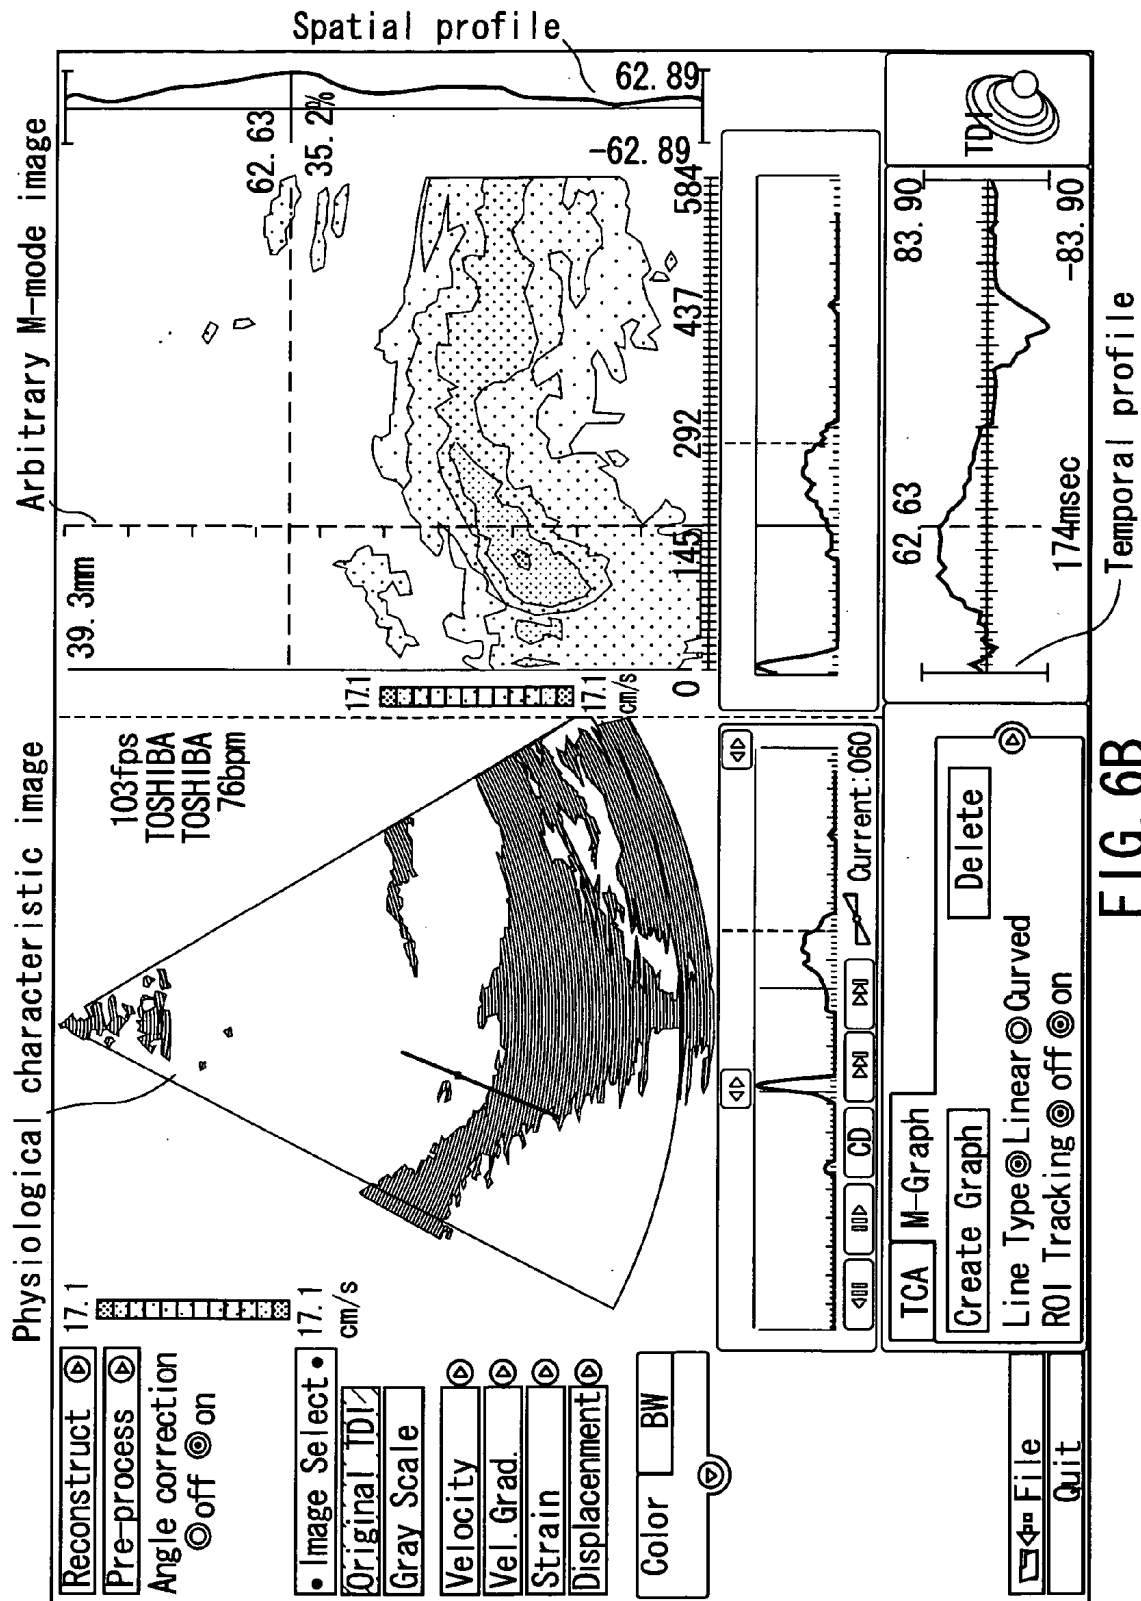 Physiological characteristic image
Arbitrary M-mode image
Spatial profile
Reconstruct
Pre-process
Angle correction
off on
• Image Select •
Original TDI
Gray Scale
Velocity
Vel. Grad.
Strain
Displacenment
Color BW
File
Quit
17.1
17.1
cm/s
103fps
TOSHIBA
TOSHIBA
76bpm
CD
Current:060
TCA M-Graph
Create Graph Delete
Line Type Linear Curved
ROI Tracking off on
39.3mm
17.1
17.1
cm/s
62.63
35.2%
62.89
-62.89
0 145 292 437 584
62.63
83.90
174msec
-83.90
TDI
Temporal profile
FIG. 6B